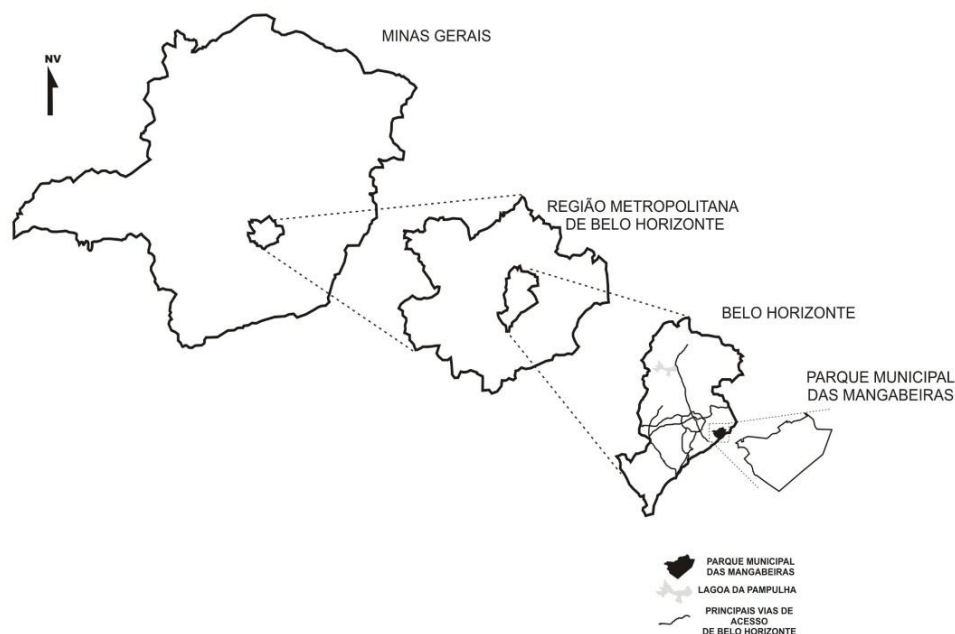 MINAS GERAIS
NV
REGIÃO METROPOLITANA
DE BELO HORIZONTE
BELO HORIZONTE
PARQUE MUNICIPAL
DAS MANGABEIRAS
PARQUE MUNICIPAL
DAS MANGABEIRAS
LAGOA DA PAMPULHA
PRINCIPAIS VIAS DE
ACESSO
DE BELO HORIZONTE